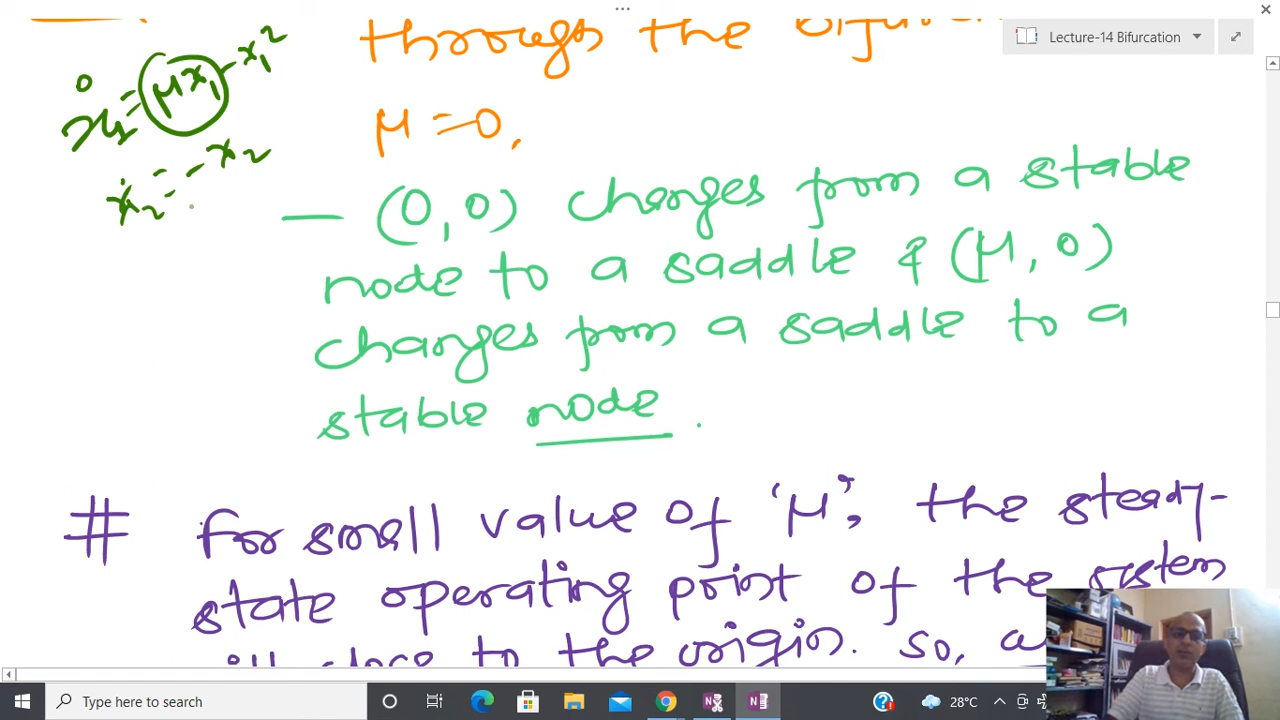 Lecture-14 Bifurcation
through the
ẋ₁ = μx₁ - x₁²
μ = 0,
ẋ₂ = -x₂
— (0, 0) changes from a stable
node to a saddle & (μ, 0)
changes from a saddle to a
stable node.
# for small value of 'μ', the steady-
state operating point of the system
close to the origin. so,
Type here to search
28°C